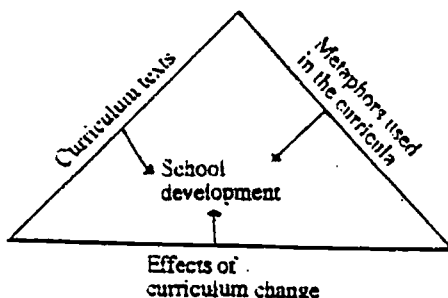 Curriculum texts
Metaphors used
in the curricula
School
development
Effects of
curriculum change